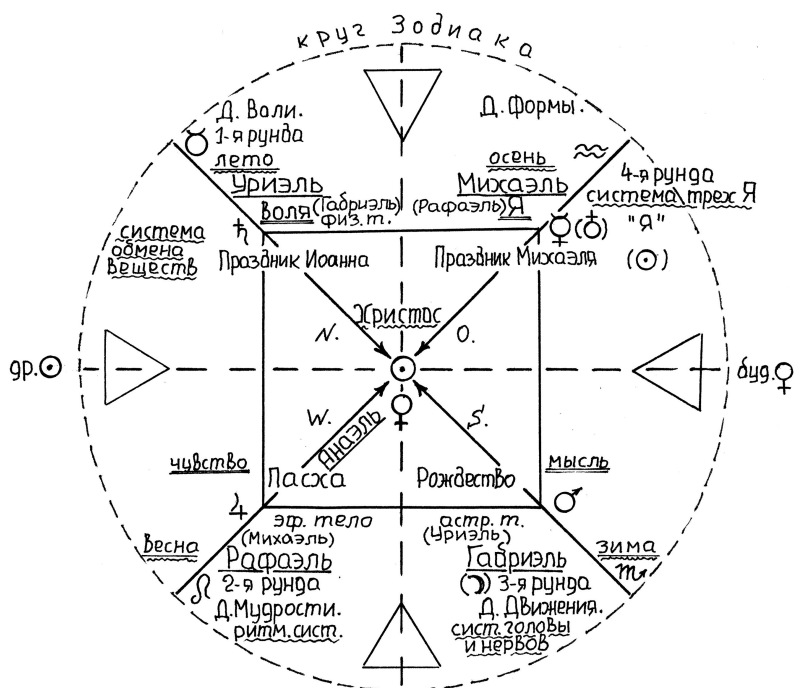 круг Зодиака
Д. Воли.
1-я рунда
лето
Уриэль
Воля (Габриэль)
физ. т.
Д. Формы.
осень
Михаэль
(Рафаэль) Я
4-я рунда
система трех Я
"Я"
(☉)
♉
♒
♄
☿ (♁)
система
обмена
веществ
Праздник Иоанна
Праздник Михаэля
Христос
N.
O.
др. ☉
☉
буд. ♀
♀
W.
S.
Анаэль
чувство
Пасха
Рождество
мысль
♃
♂
эф. тело
(Михаэль)
астр. т.
(Уриэль)
Весна
Рафаэль
Габриэль
зима
♌
2-я рунда
(☽) 3-я рунда
♏
Д. Мудрости.
Д. Движения.
ритм. сист.
сист. головы
и нервов